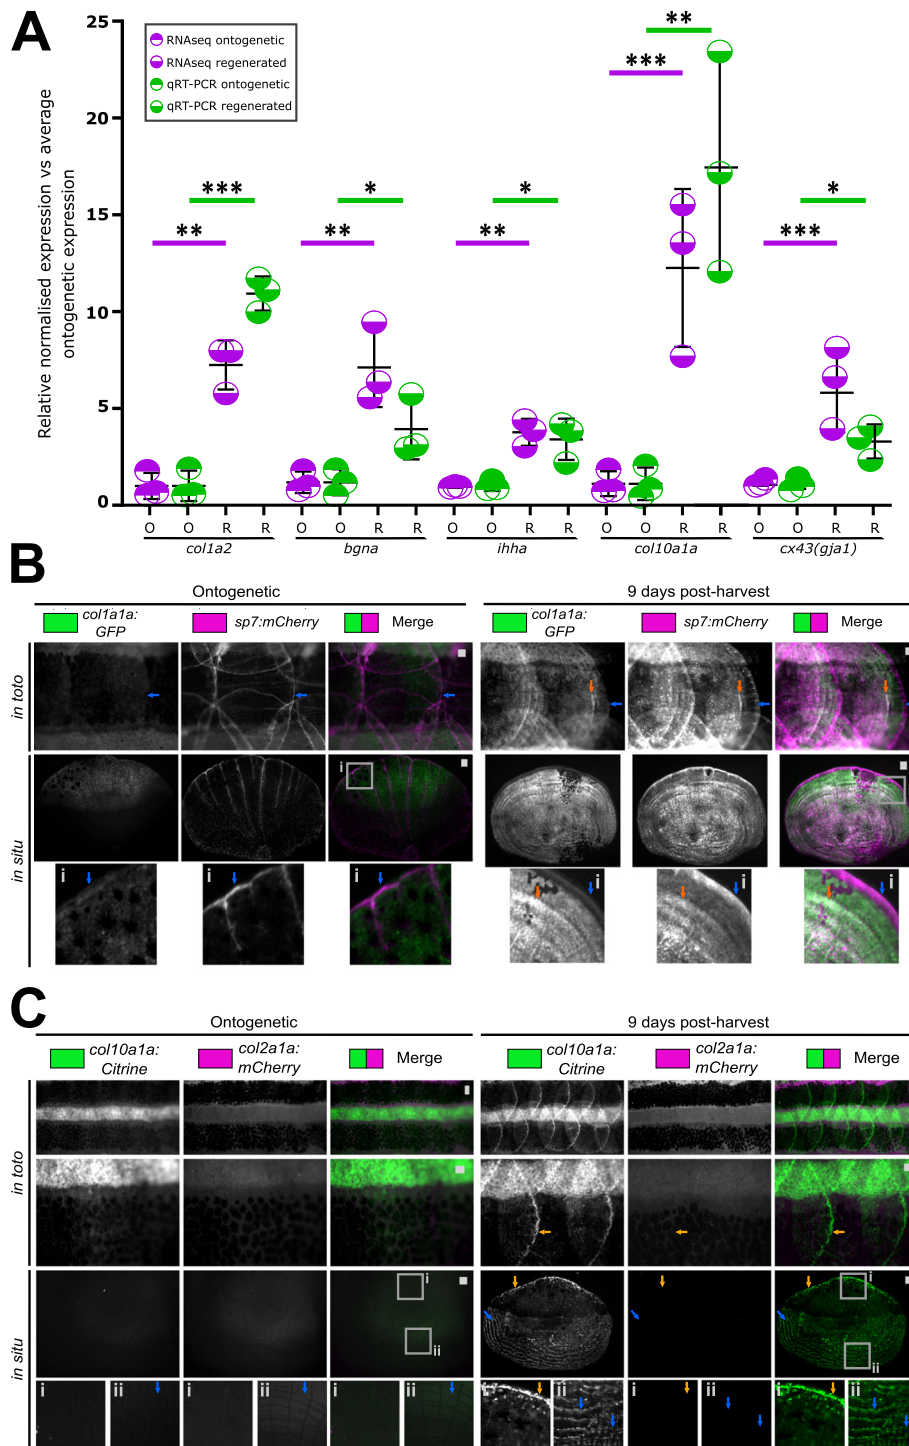 A
25
20
15
10
5
0
Relative normalised expression vs average
ontogenetic expression
RNAseq ontogenetic
RNAseq regenerated
qRT-PCR ontogenetic
qRT-PCR regenerated
*** ** ** * ** * *** ** *** *
O O R R O O R R O O R R O O R R O O R R
col1a2 bgna ihha col10a1a cx43(gja1)
B
Ontogenetic 9 days post-harvest
col1a1a: GFP sp7:mCherry Merge col1a1a: GFP sp7:mCherry Merge
in toto
in situ
i
i i i i i i
C
Ontogenetic 9 days post-harvest
col10a1a: Citrine col2a1a: mCherry Merge col10a1a: Citrine col2a1a: mCherry Merge
in toto
in situ
i i
ii ii
i ii i ii i ii i ii i ii i ii